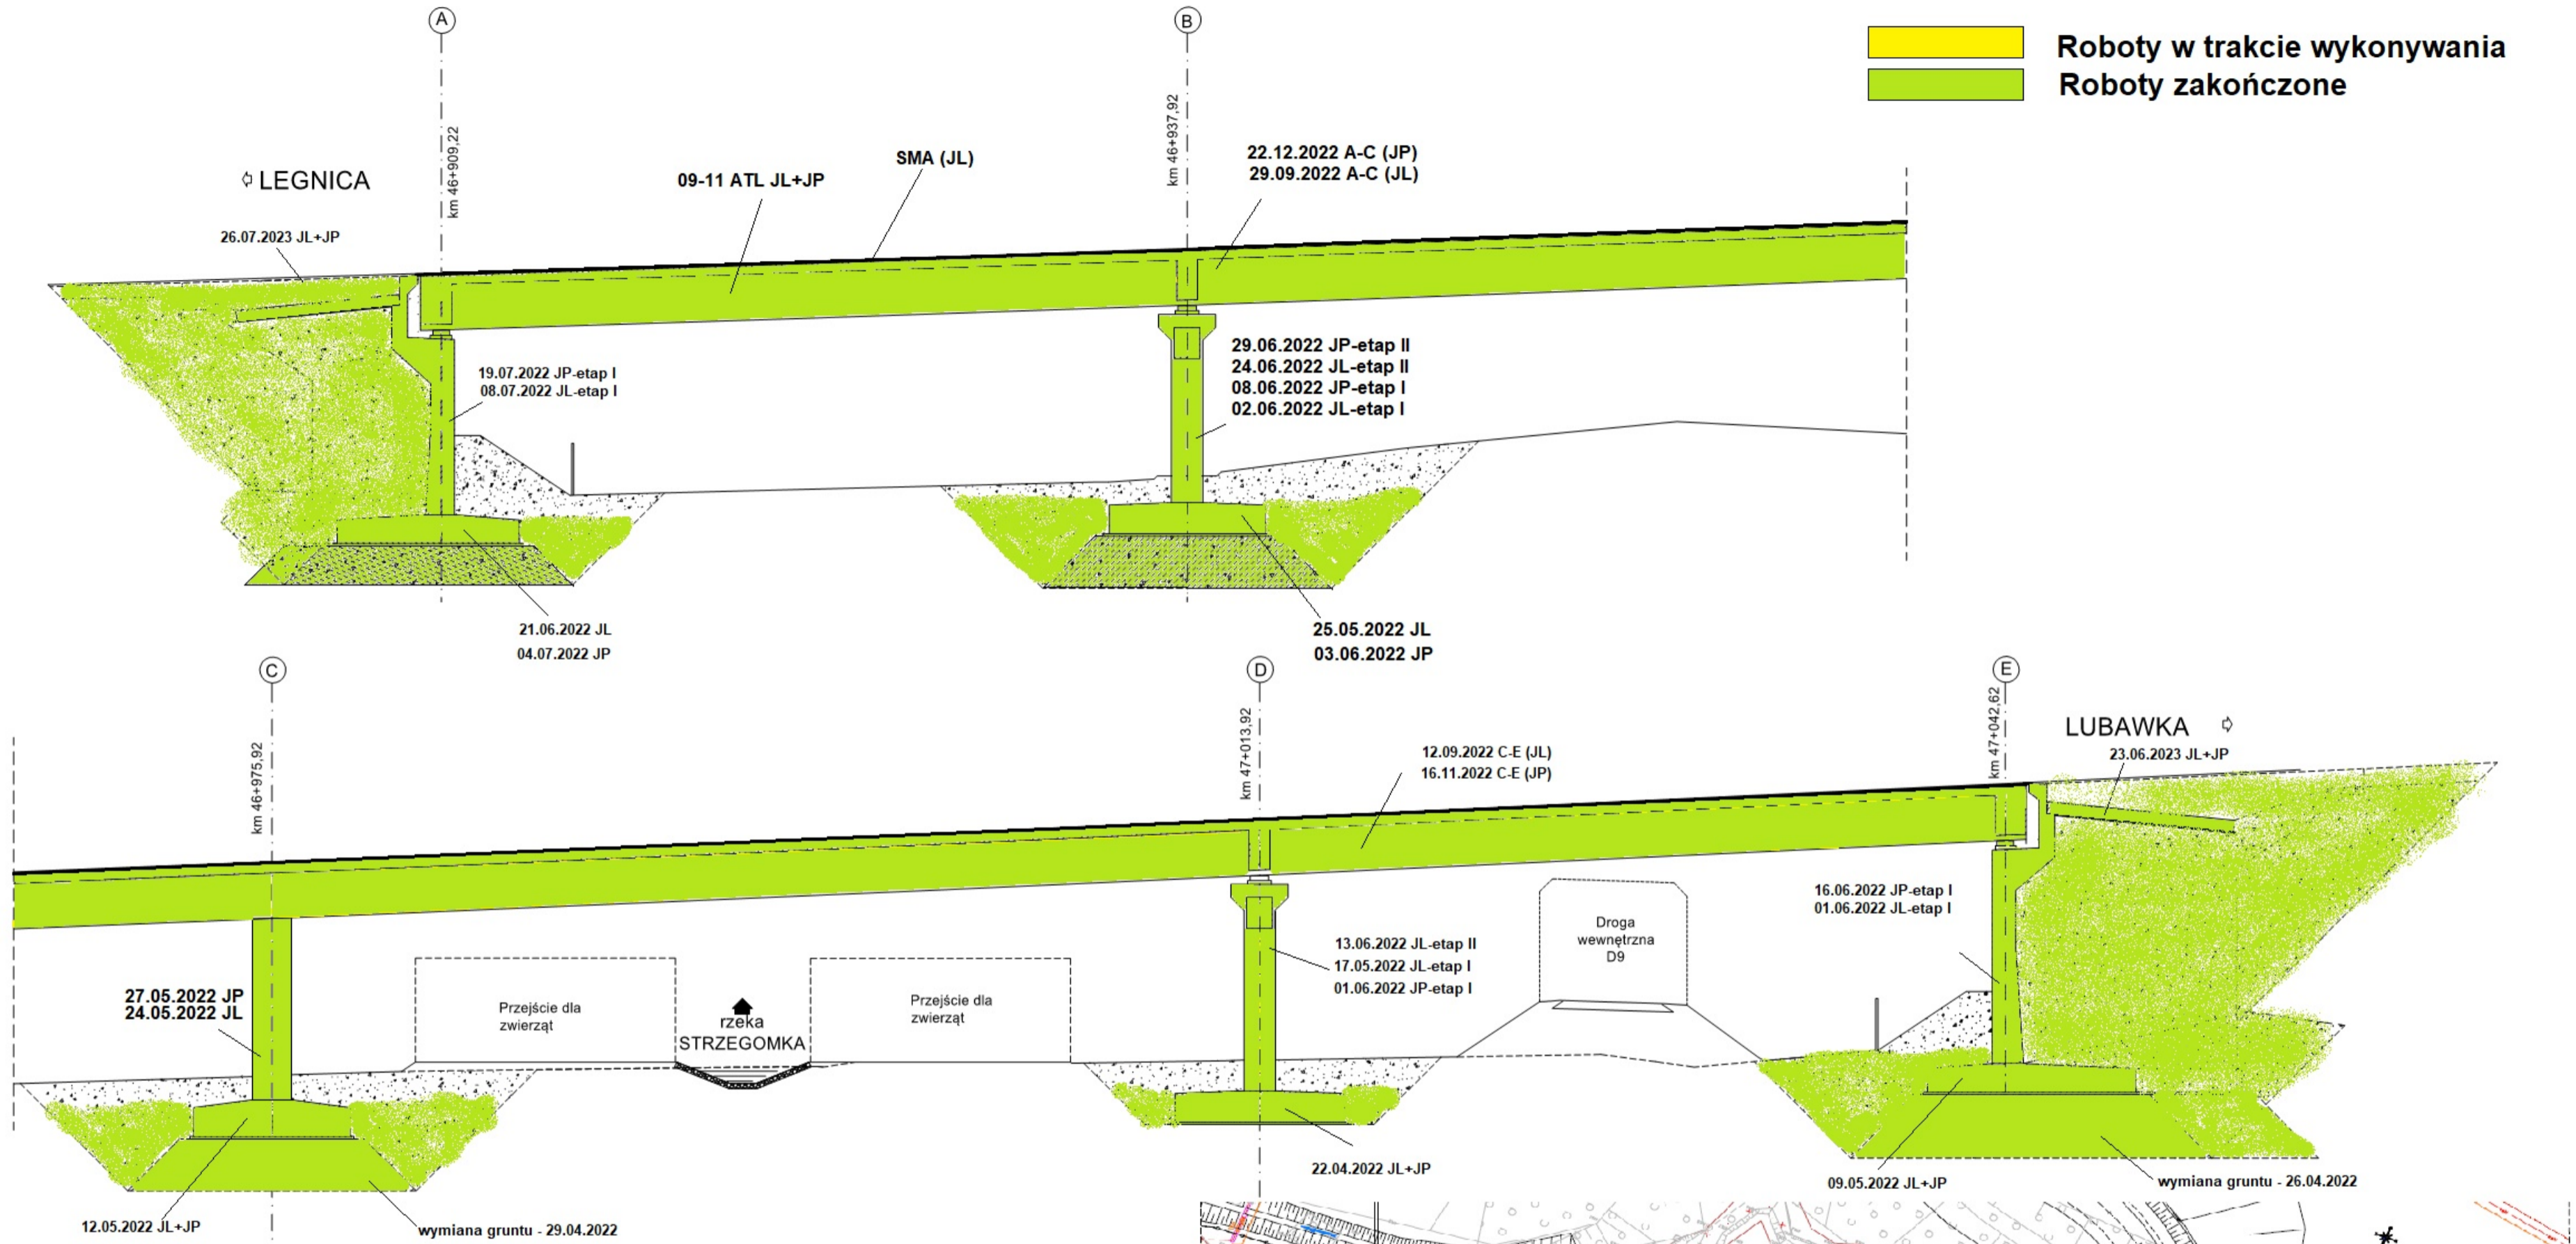 A
B
Roboty w trakcie wykonywania
Roboty zakończone
km 46+909,22
km 46+937,92
LEGNICA
26.07.2023 JL+JP
09-11 ATL JL+JP
SMA (JL)
22.12.2022 A-C (JP)
29.09.2022 A-C (JL)
19.07.2022 JP-etap I
08.07.2022 JL-etap I
29.06.2022 JP-etap II
24.06.2022 JL-etap II
08.06.2022 JP-etap I
02.06.2022 JL-etap I
21.06.2022 JL
04.07.2022 JP
25.05.2022 JL
03.06.2022 JP
C
D
E
km 46+975,92
km 47+013,92
km 47+042,62
LUBAWKA
23.06.2023 JL+JP
12.09.2022 C-E (JL)
16.11.2022 C-E (JP)
16.06.2022 JP-etap I
01.06.2022 JL-etap I
Droga
wewnętrzna
D9
13.06.2022 JL-etap II
17.05.2022 JL-etap I
01.06.2022 JP-etap I
27.05.2022 JP
24.05.2022 JL
Przejście dla
zwierząt
rzeka
STRZEGOMKA
Przejście dla
zwierząt
22.04.2022 JL+JP
09.05.2022 JL+JP
wymiana gruntu - 26.04.2022
12.05.2022 JL+JP
wymiana gruntu - 29.04.2022